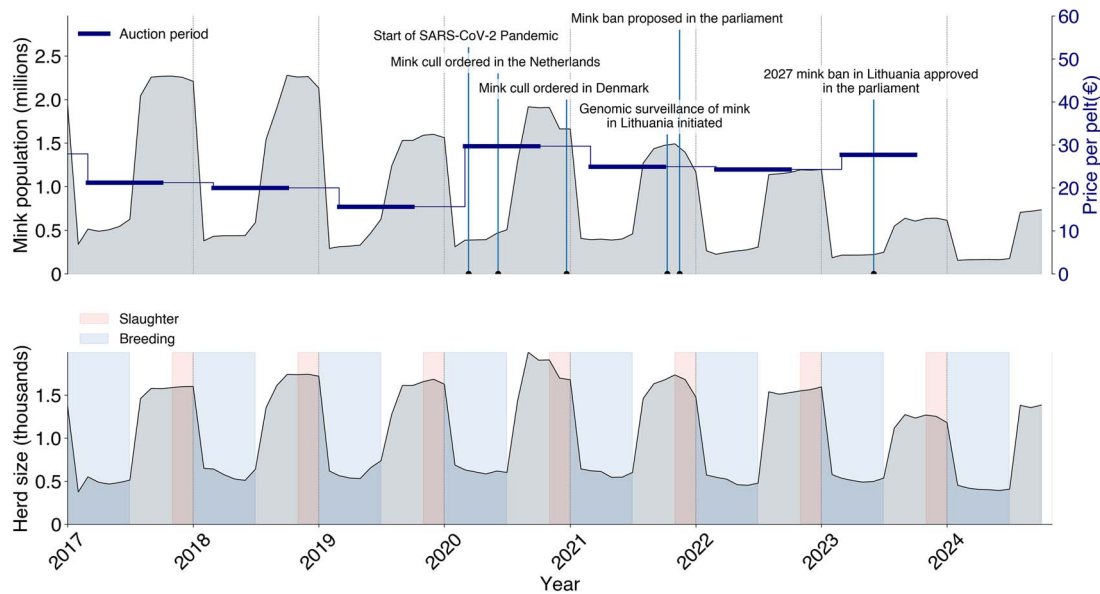 Mink ban proposed in the parliament
Auction period
Start of SARS-CoV-2 Pandemic
Mink cull ordered in the Netherlands
Mink cull ordered in Denmark
Genomic surveillance of mink
in Lithuania initiated
2027 mink ban in Lithuania approved
in the parliament
Mink population (millions)
2.5
2.0
1.5
1.0
0.5
0
Price per pelt(€)
60
50
40
30
20
10
0
Slaughter
Breeding
Herd size (thousands)
1.5
1.0
0.5
0
2017
2018
2019
2020
2021
2022
2023
2024
Year